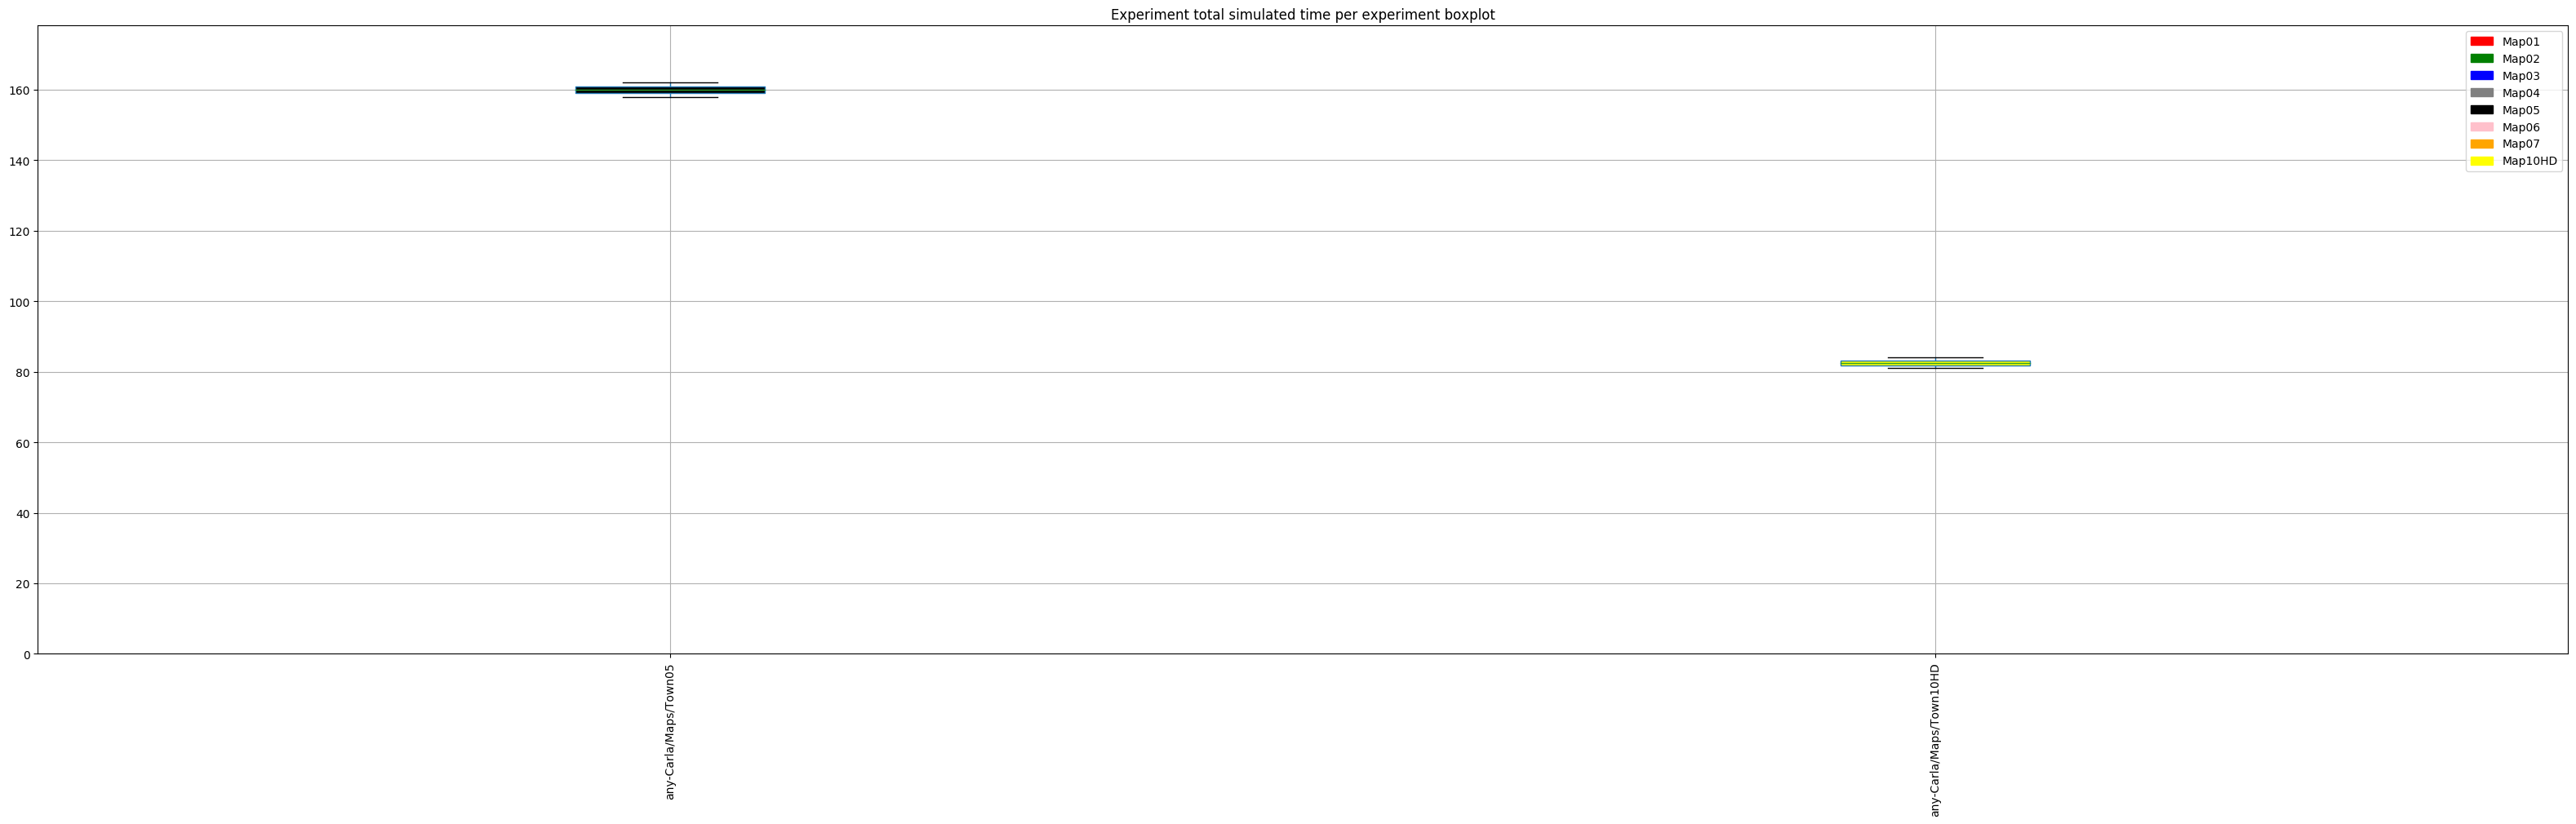 Experiment total simulated time per experiment boxplot
160
140
120
100
80
60
40
20
0
Map01
Map02
Map03
Map04
Map05
Map06
Map07
Map10HD
any-Carla/Maps/Town05
any-Carla/Maps/Town10HD